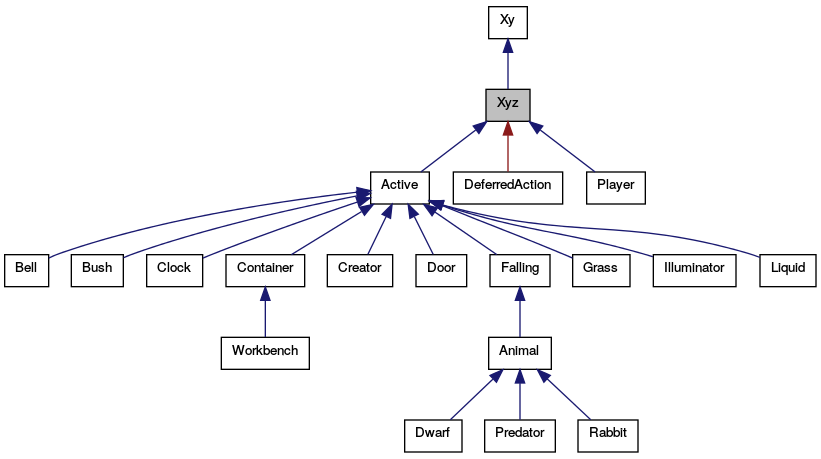 Xy
Xyz
Active
DeferredAction
Player
Bell
Bush
Clock
Container
Creator
Door
Falling
Grass
Illuminator
Liquid
Workbench
Animal
Dwarf
Predator
Rabbit